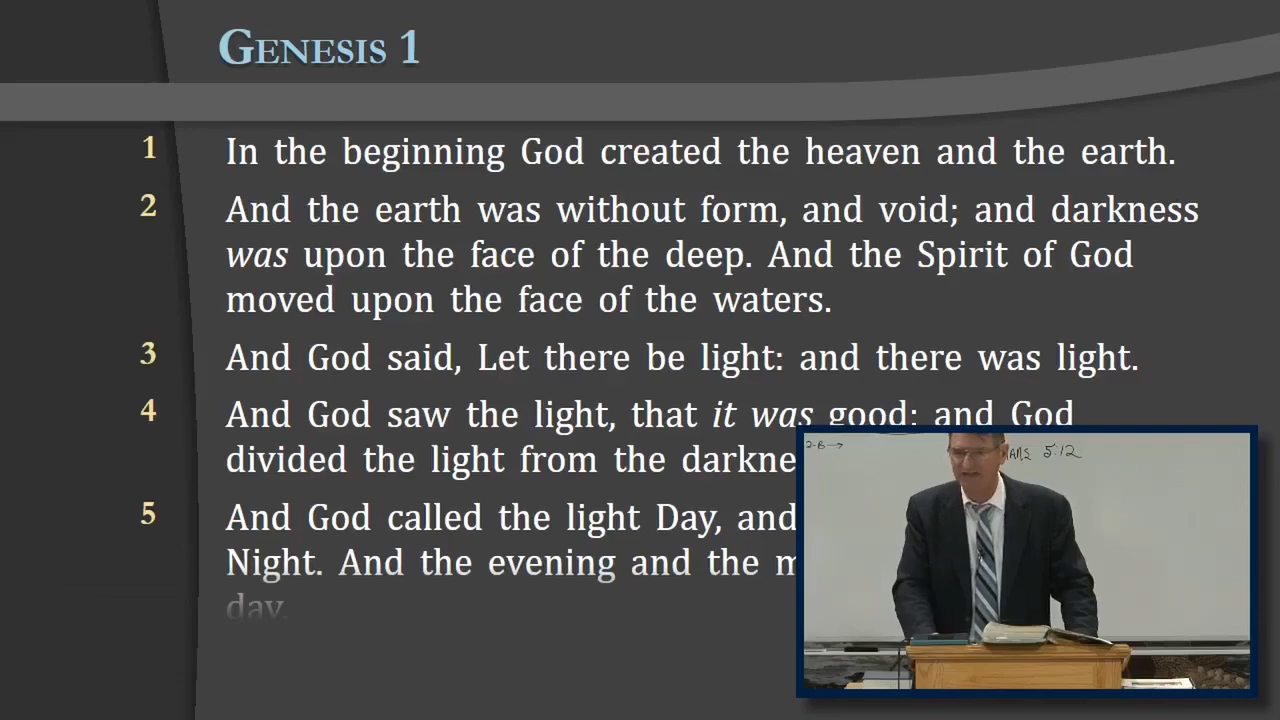 GENESIS 1
1 In the beginning God created the heaven and the earth.
2 And the earth was without form, and void; and darkness
was upon the face of the deep. And the Spirit of God
moved upon the face of the waters.
3 And God said, Let there be light: and there was light.
4 And God saw the light, that it was good: and God
divided the light from the
5 And God called the light Day, and
Night. And the evening and the
day.
5:12